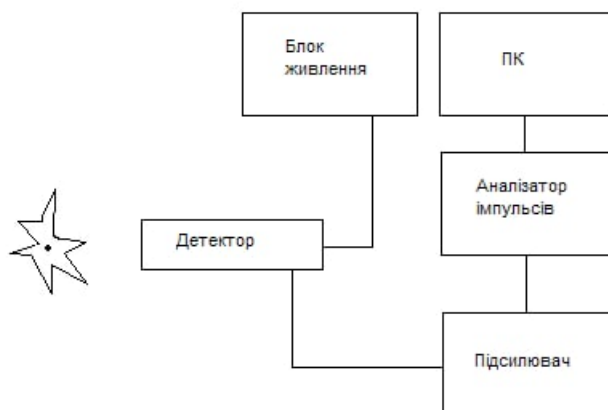 Блок
живлення
ПК
Аналізатор
імпульсів
Детектор
Підсилювач